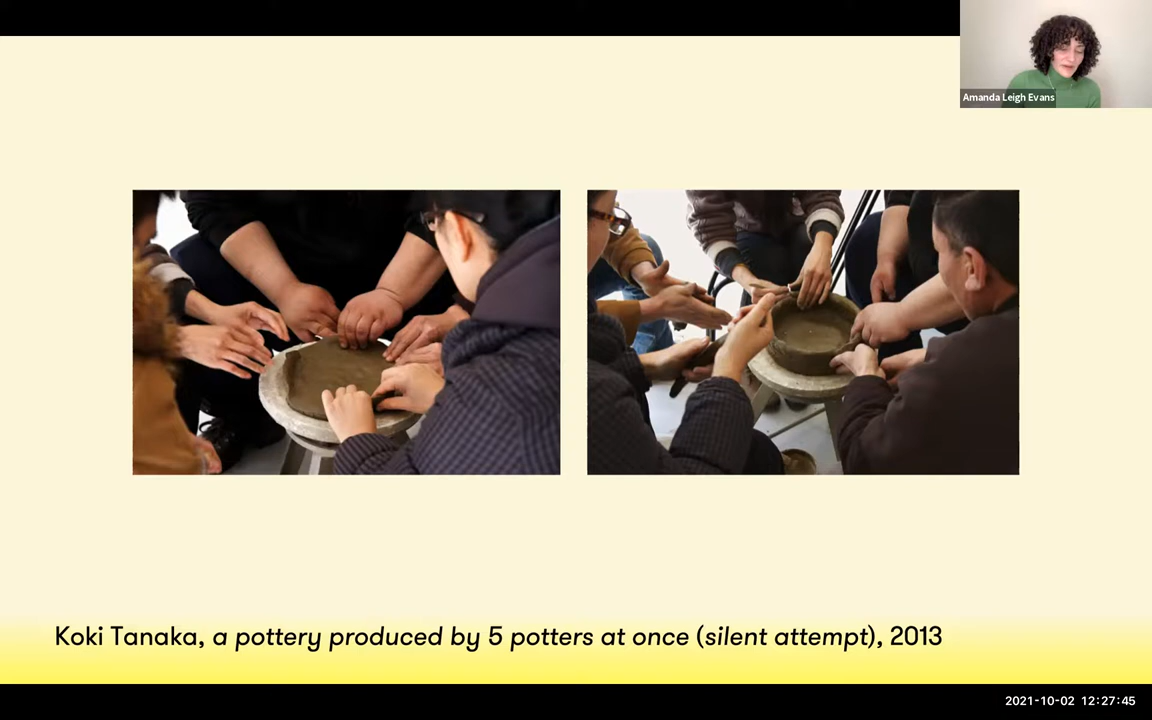 Amanda Leigh Evans
Koki Tanaka, a pottery produced by 5 potters at once (silent attempt), 2013
2021-10-02 12:27:45